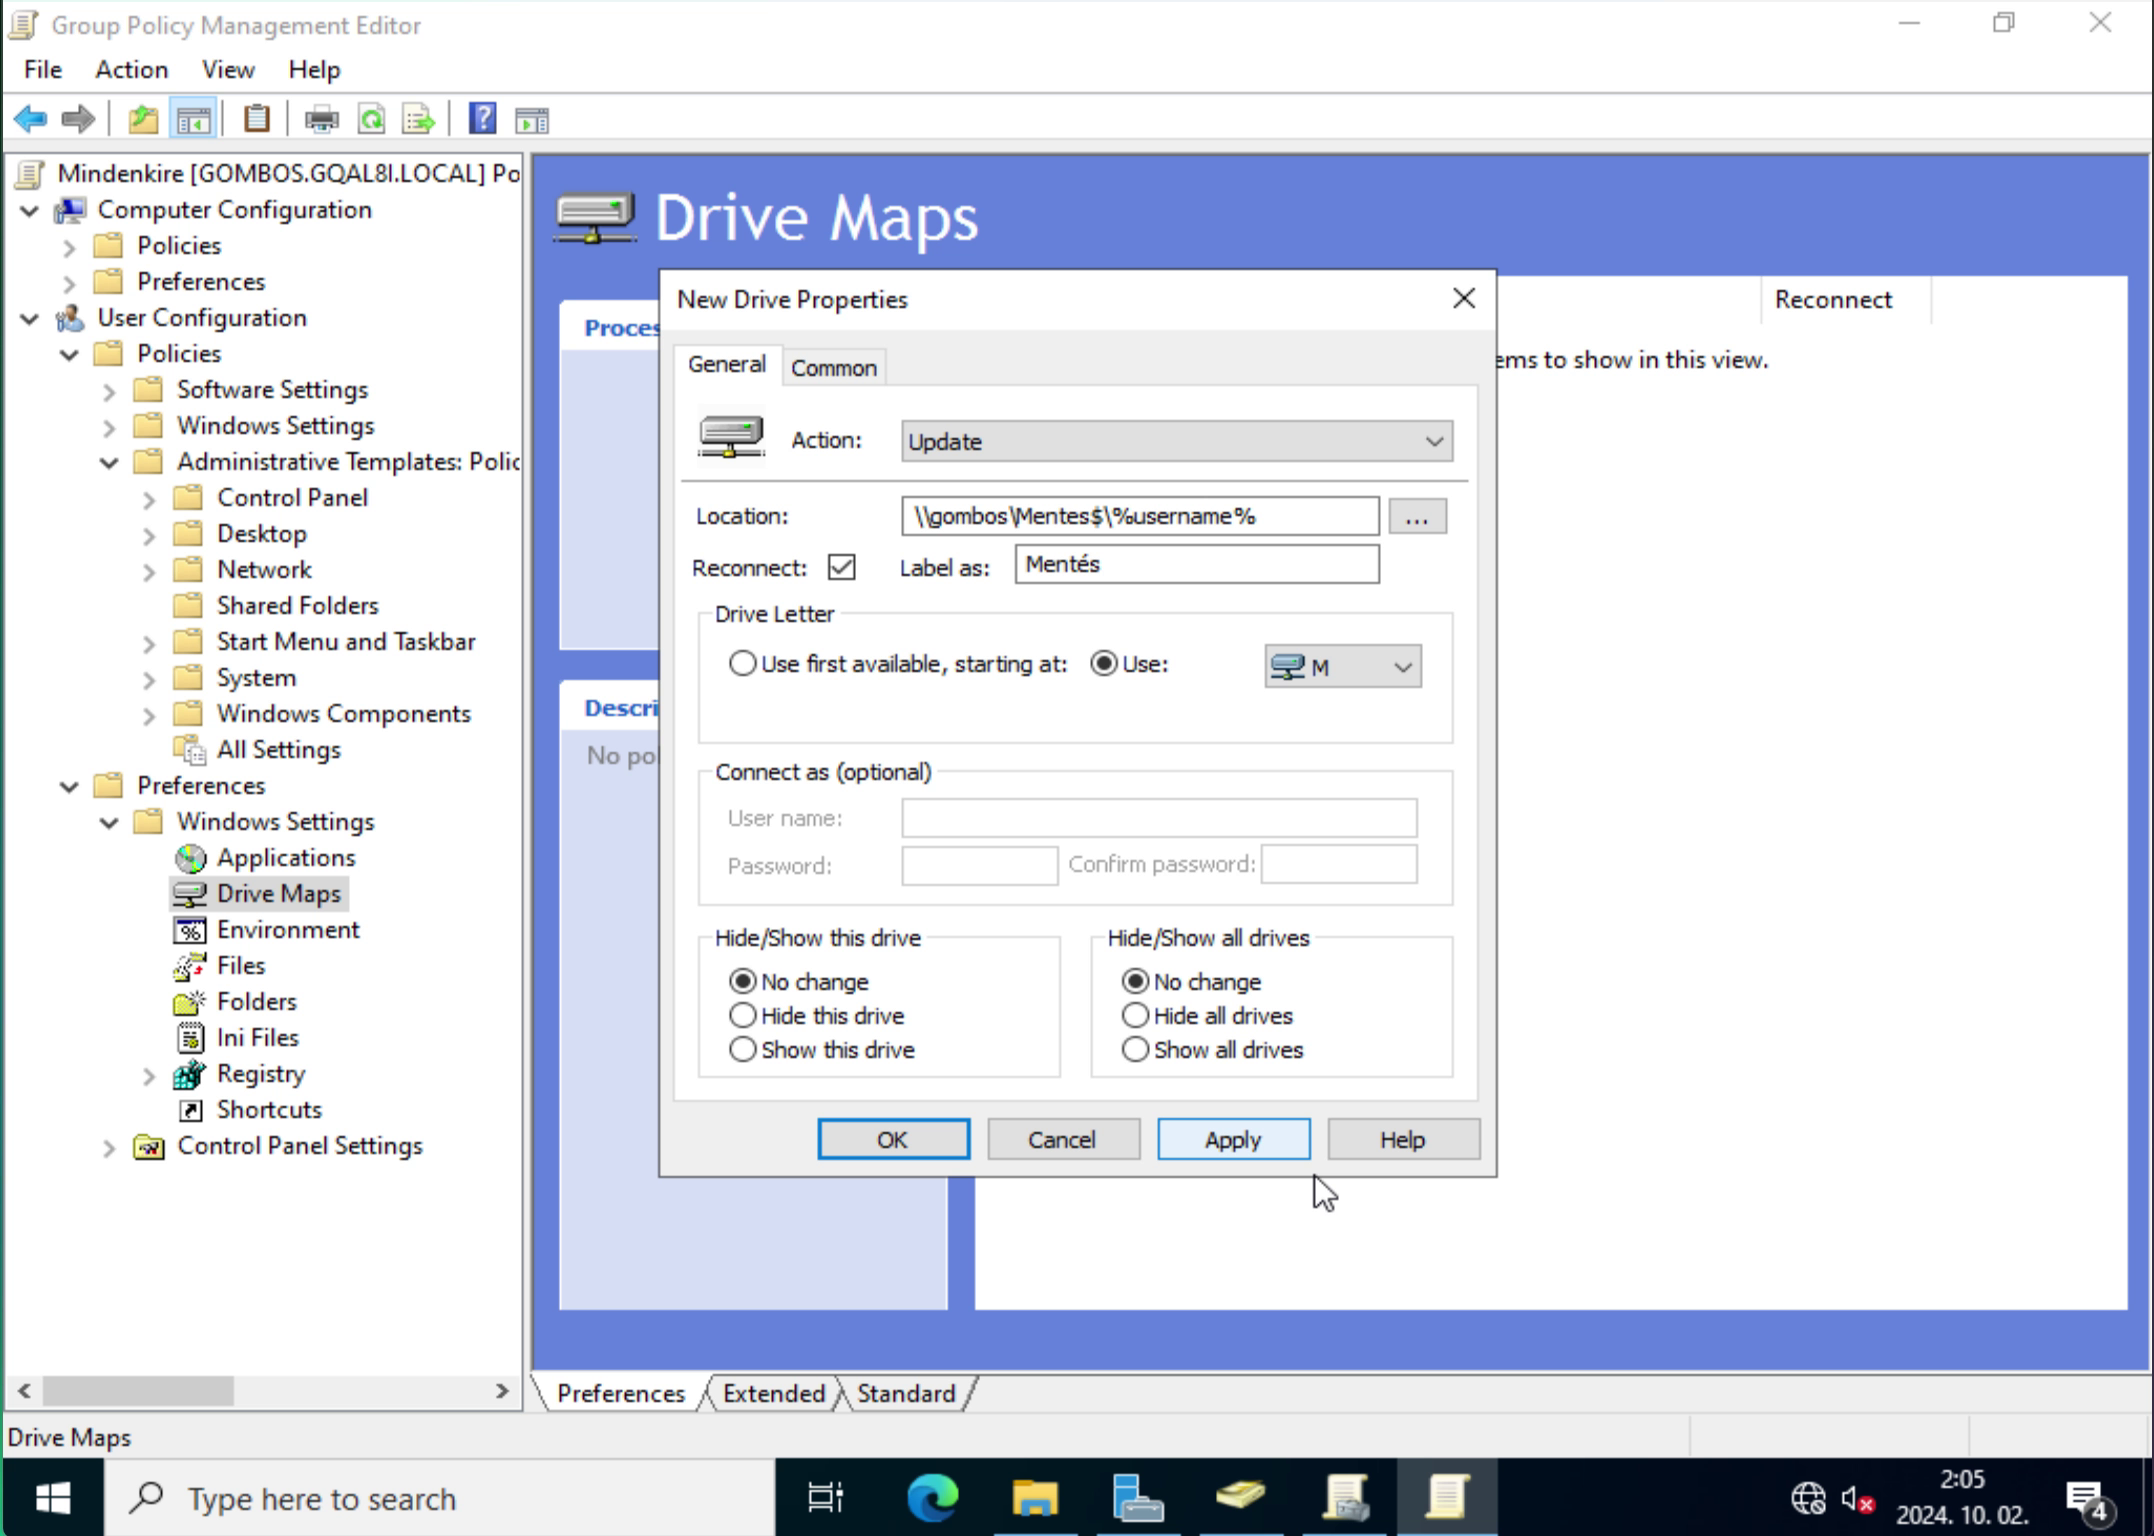 Group Policy Management Editor
File Action View Help
Mindenkire [GOMBOS.GQAL8I.LOCAL] Po
Computer Configuration
Policies
Preferences
User Configuration
Policies
Software Settings
Windows Settings
Administrative Templates: Polic
Control Panel
Desktop
Network
Shared Folders
Start Menu and Taskbar
System
Windows Components
All Settings
Preferences
Windows Settings
Applications
Drive Maps
Environment
Files
Folders
Ini Files
Registry
Shortcuts
Control Panel Settings
Drive Maps
Proces
Descri
No pol
Reconnect
ems to show in this view.
New Drive Properties
General Common
Action: Update
Location: \\gombos\Mentes$\%username% ...
Reconnect: Label as: Mentés
Drive Letter
Use first available, starting at: Use: M
Connect as (optional)
User name:
Password: Confirm password:
Hide/Show this drive
No change
Hide this drive
Show this drive
Hide/Show all drives
No change
Hide all drives
Show all drives
OK Cancel Apply Help
Preferences Extended Standard
Drive Maps
Type here to search
2:05
2024. 10. 02.
4